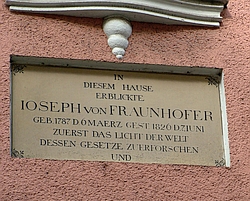 IN
DIESEM HAUSE
ERBLICKTE
IOSEPH VON FRAUNHOFER
GEB. 1787 D. 6 MAERZ GEST. 1826 D. 7. IUNI
ZUERST DAS LICHT DER WELT
DESSEN GESETZE ZU ERFORSCHEN
UND